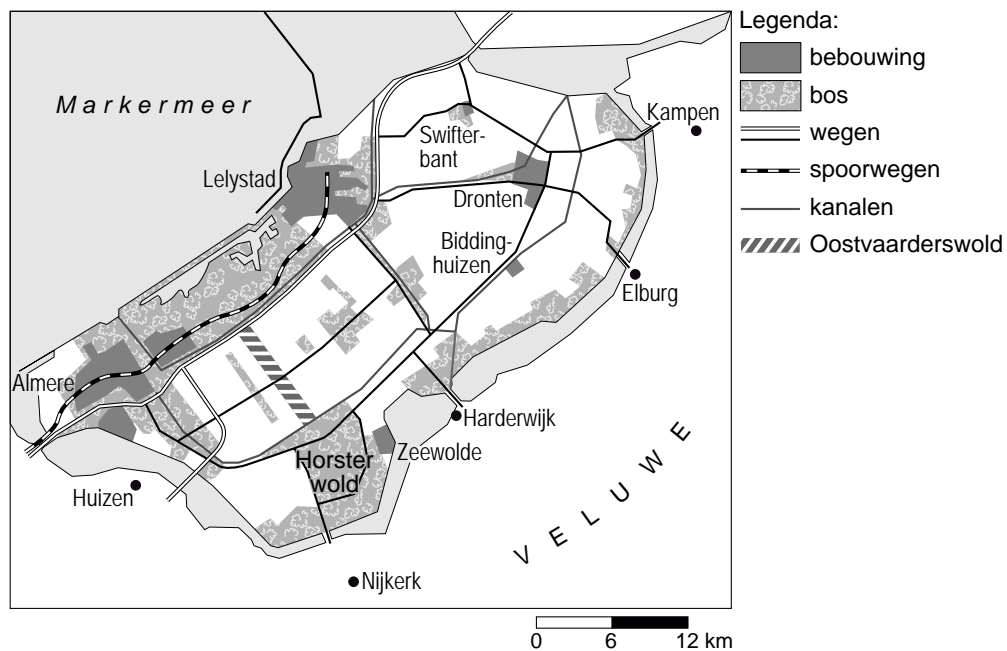 Legenda:
bebouwing
bos
wegen
spoorwegen
kanalen
Oostvaarderswold
Markermeer
Kampen
Swifter-
bant
Lelystad
Dronten
Bidding-
huizen
Elburg
Almere
Harderwijk
Zeewolde
Horster
wold
Huizen
VELUWE
Nijkerk
0 6 12 km